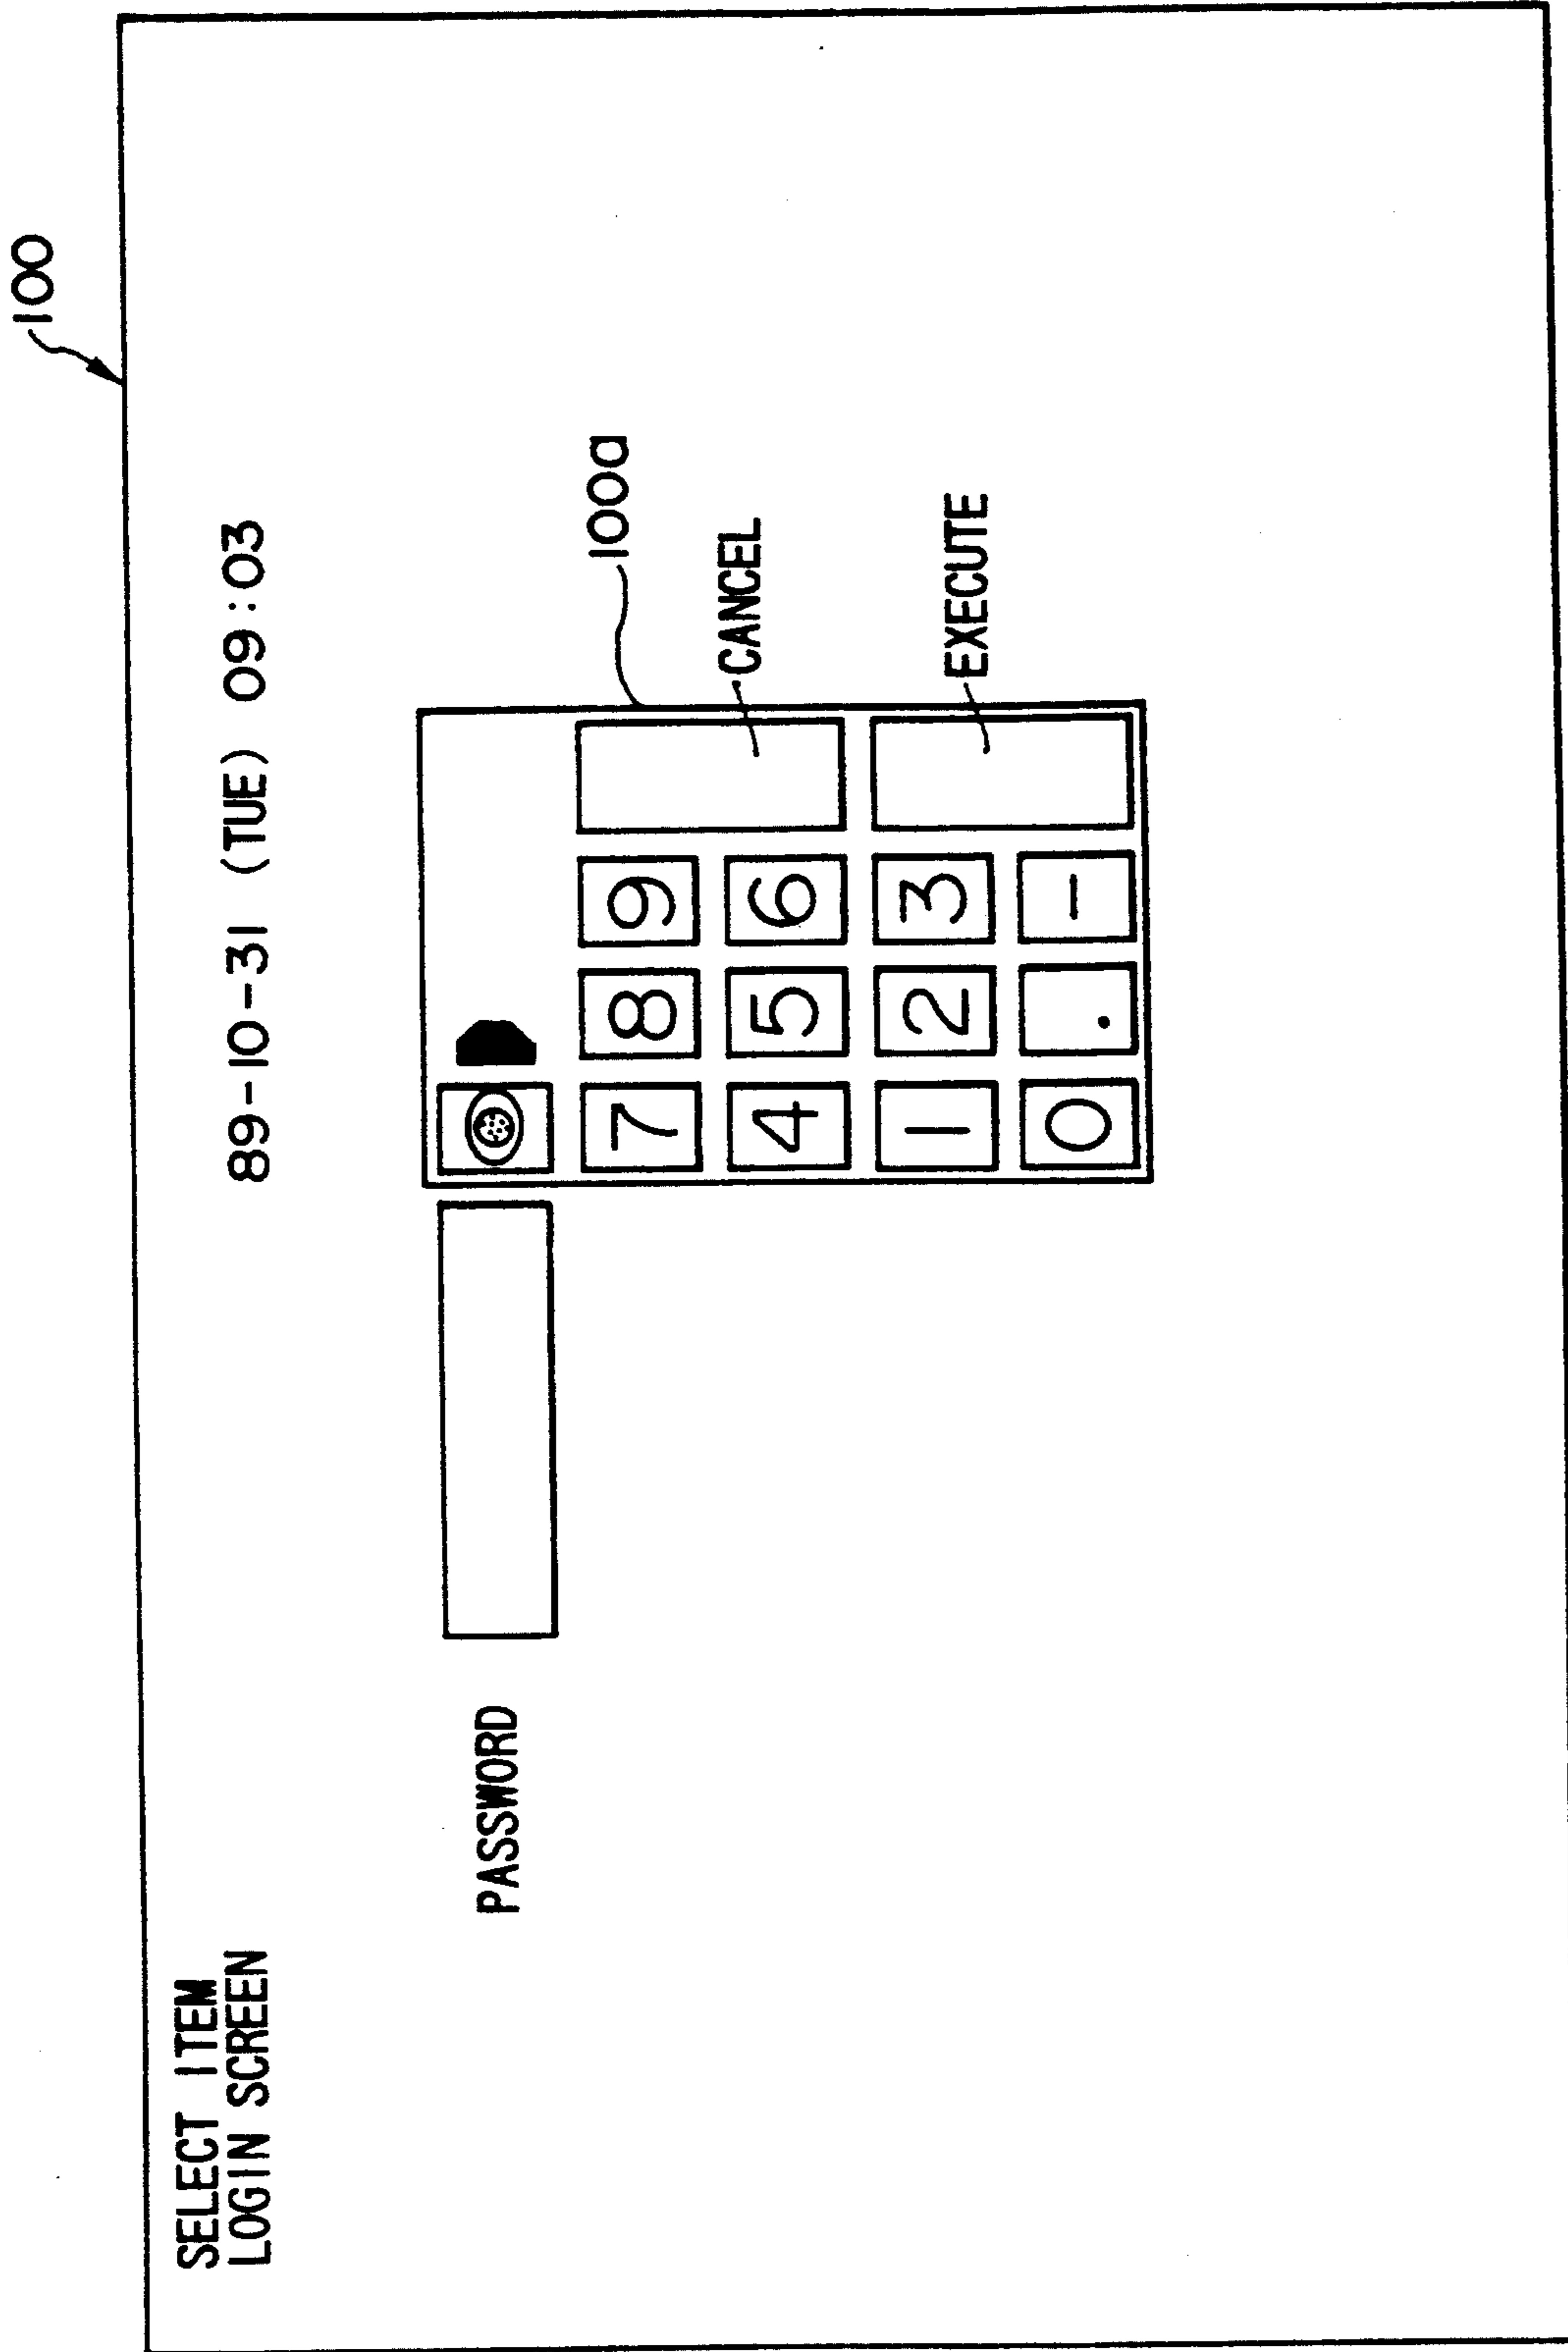 100
SELECT ITEM
LOGIN SCREEN
89-10-31 (TUE) 09:03
PASSWORD
100a
7 8 9
CANCEL
4 5 6
1 2 3
EXECUTE
0 . -